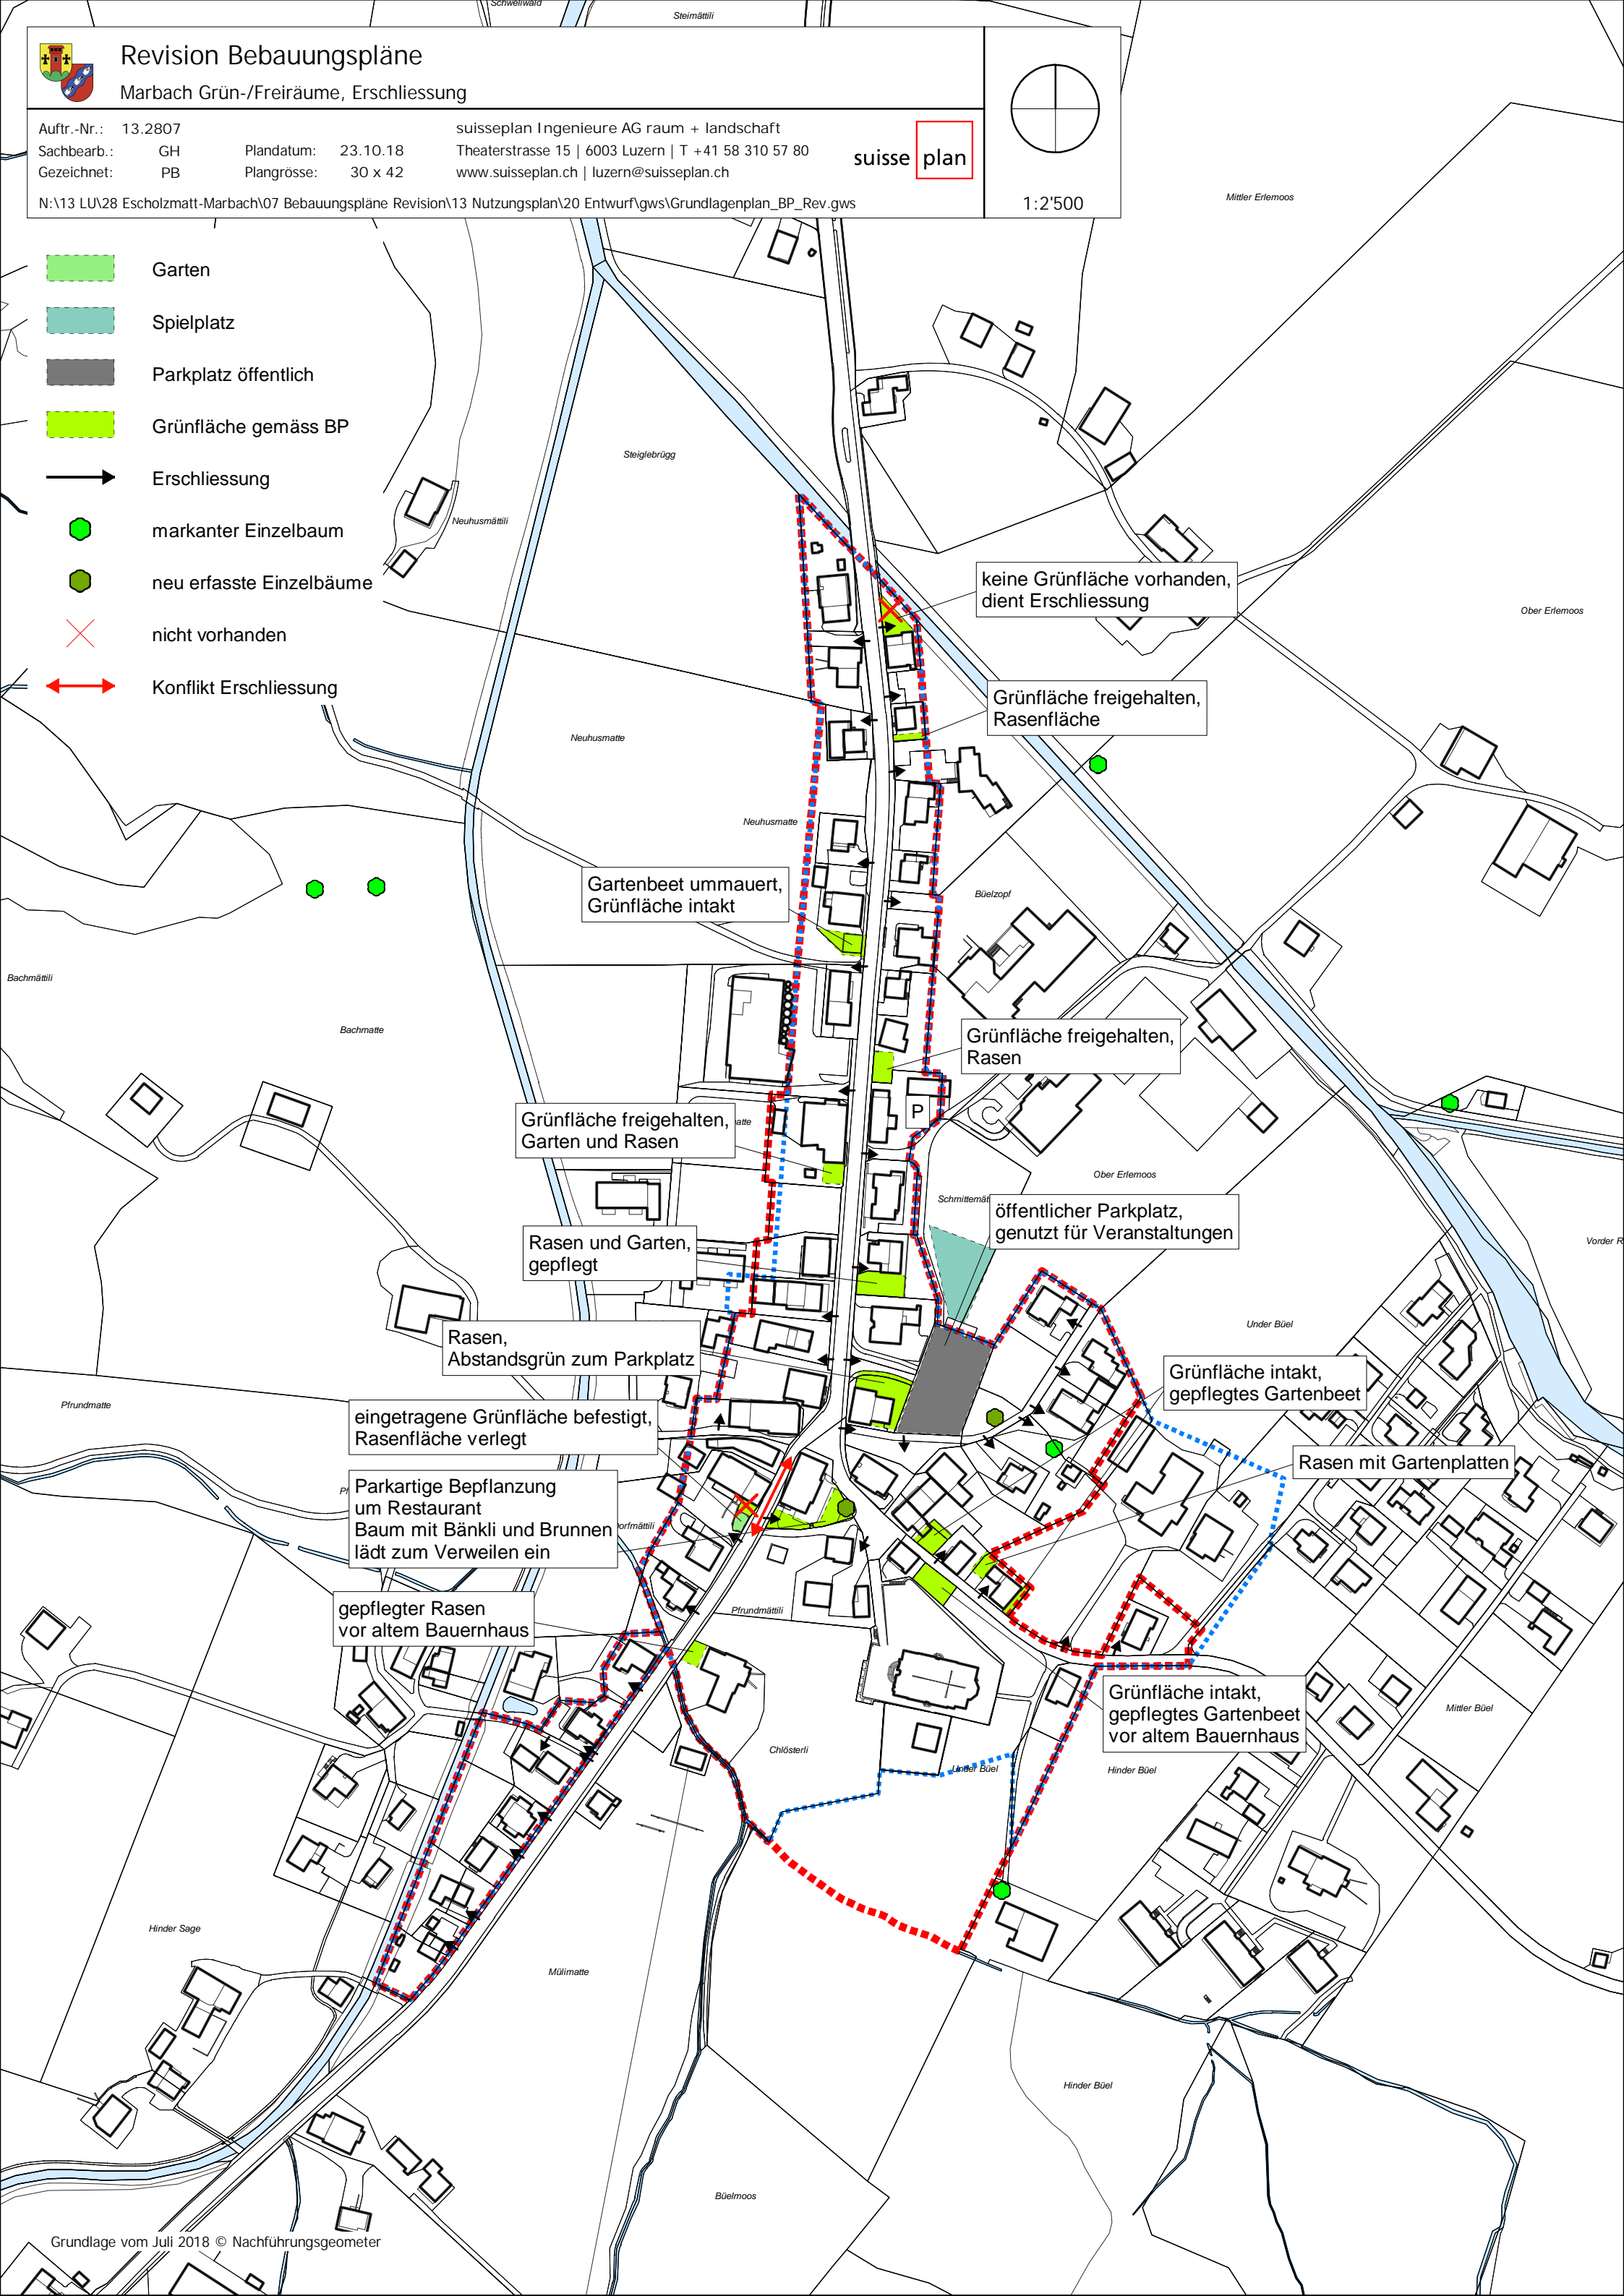 Schwellwald
Steimättili
Revision Bebauungspläne
Marbach Grün-/Freiräume, Erschliessung
Auftr.-Nr.: 13.2807
Sachbearb.: GH
Gezeichnet: PB
Plandatum: 23.10.18
Plangrösse: 30 x 42
suisseplan Ingenieure AG raum + landschaft
Theaterstrasse 15 | 6003 Luzern | T +41 58 310 57 80
www.suisseplan.ch | luzern@suisseplan.ch
suisse plan
N:\13 LU\28 Escholzmatt-Marbach\07 Bebauungspläne Revision\13 Nutzungsplan\20 Entwurf\gws\Grundlagenplan_BP_Rev.gws
1:2'500
Mittler Erlemoos
Garten
Spielplatz
Parkplatz öffentlich
Grünfläche gemäss BP
Erschliessung
markanter Einzelbaum
neu erfasste Einzelbäume
nicht vorhanden
Konflikt Erschliessung
Steiglebrügg
Neuhusmättili
keine Grünfläche vorhanden,
dient Erschliessung
Ober Erlemoos
Grünfläche freigehalten,
Rasenfläche
Neuhusmatte
Neuhusmatte
Gartenbeet ummauert,
Grünfläche intakt
Büelzopf
Bachmättili
Bachmatte
Grünfläche freigehalten,
Rasen
P
Grünfläche freigehalten,
Garten und Rasen
atte
Ober Erlemoos
Schmittemät
öffentlicher Parkplatz,
genutzt für Veranstaltungen
Rasen und Garten,
gepflegt
Vorder R
Under Büel
Rasen,
Abstandsgrün zum Parkplatz
Grünfläche intakt,
gepflegtes Gartenbeet
Pfrundmatte
eingetragene Grünfläche befestigt,
Rasenfläche verlegt
Rasen mit Gartenplatten
Pf
Parkartige Bepflanzung
um Restaurant
Baum mit Bänkli und Brunnen
lädt zum Verweilen ein
Dorfmättili
gepflegter Rasen
vor altem Bauernhaus
Pfrundmättili
Grünfläche intakt,
gepflegtes Gartenbeet
vor altem Bauernhaus
Mittler Büel
Chlösterli
Under Büel
Hinder Büel
Hinder Sage
Mülimatte
Hinder Büel
Büelmoos
Grundlage vom Juli 2018 © Nachführungsgeometer